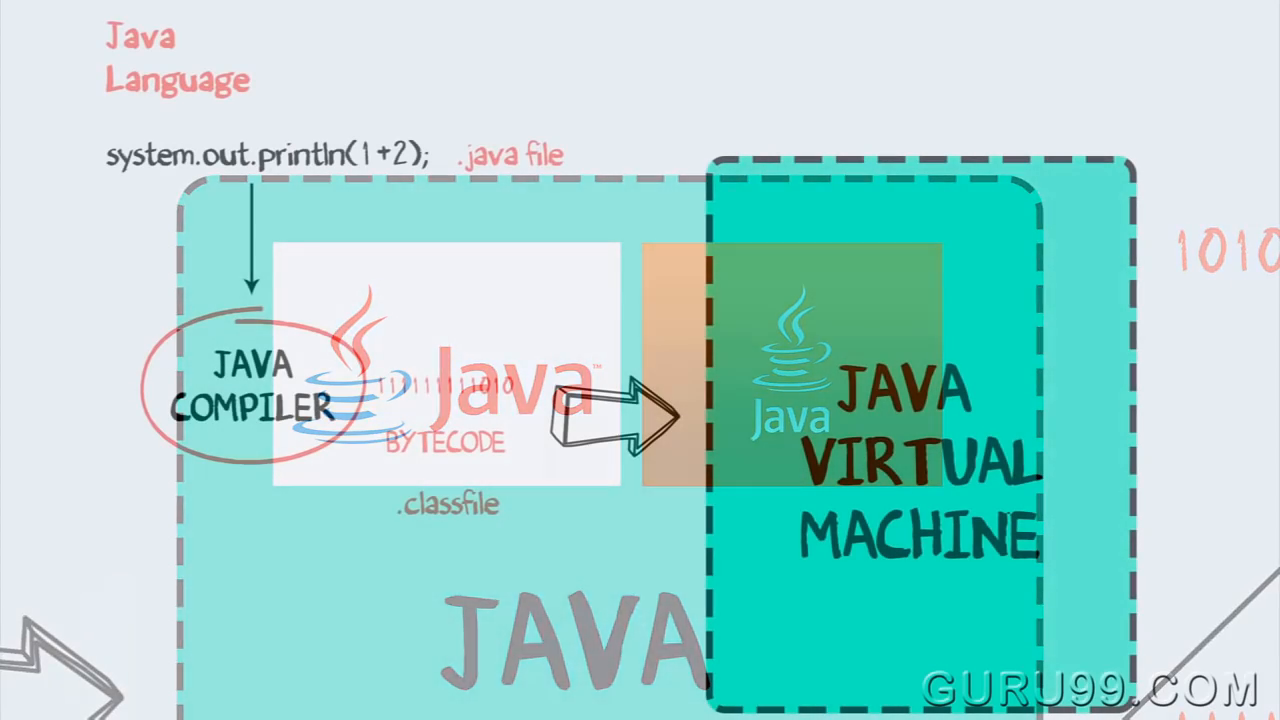 Java
Language
system.out.println(1+2); .java file
1010
JAVA
COMPILER
Java™
111111111010
BYTECODE
.classfile
Java
JAVA
VIRTUAL
MACHINE
JAVA
GURU99.COM